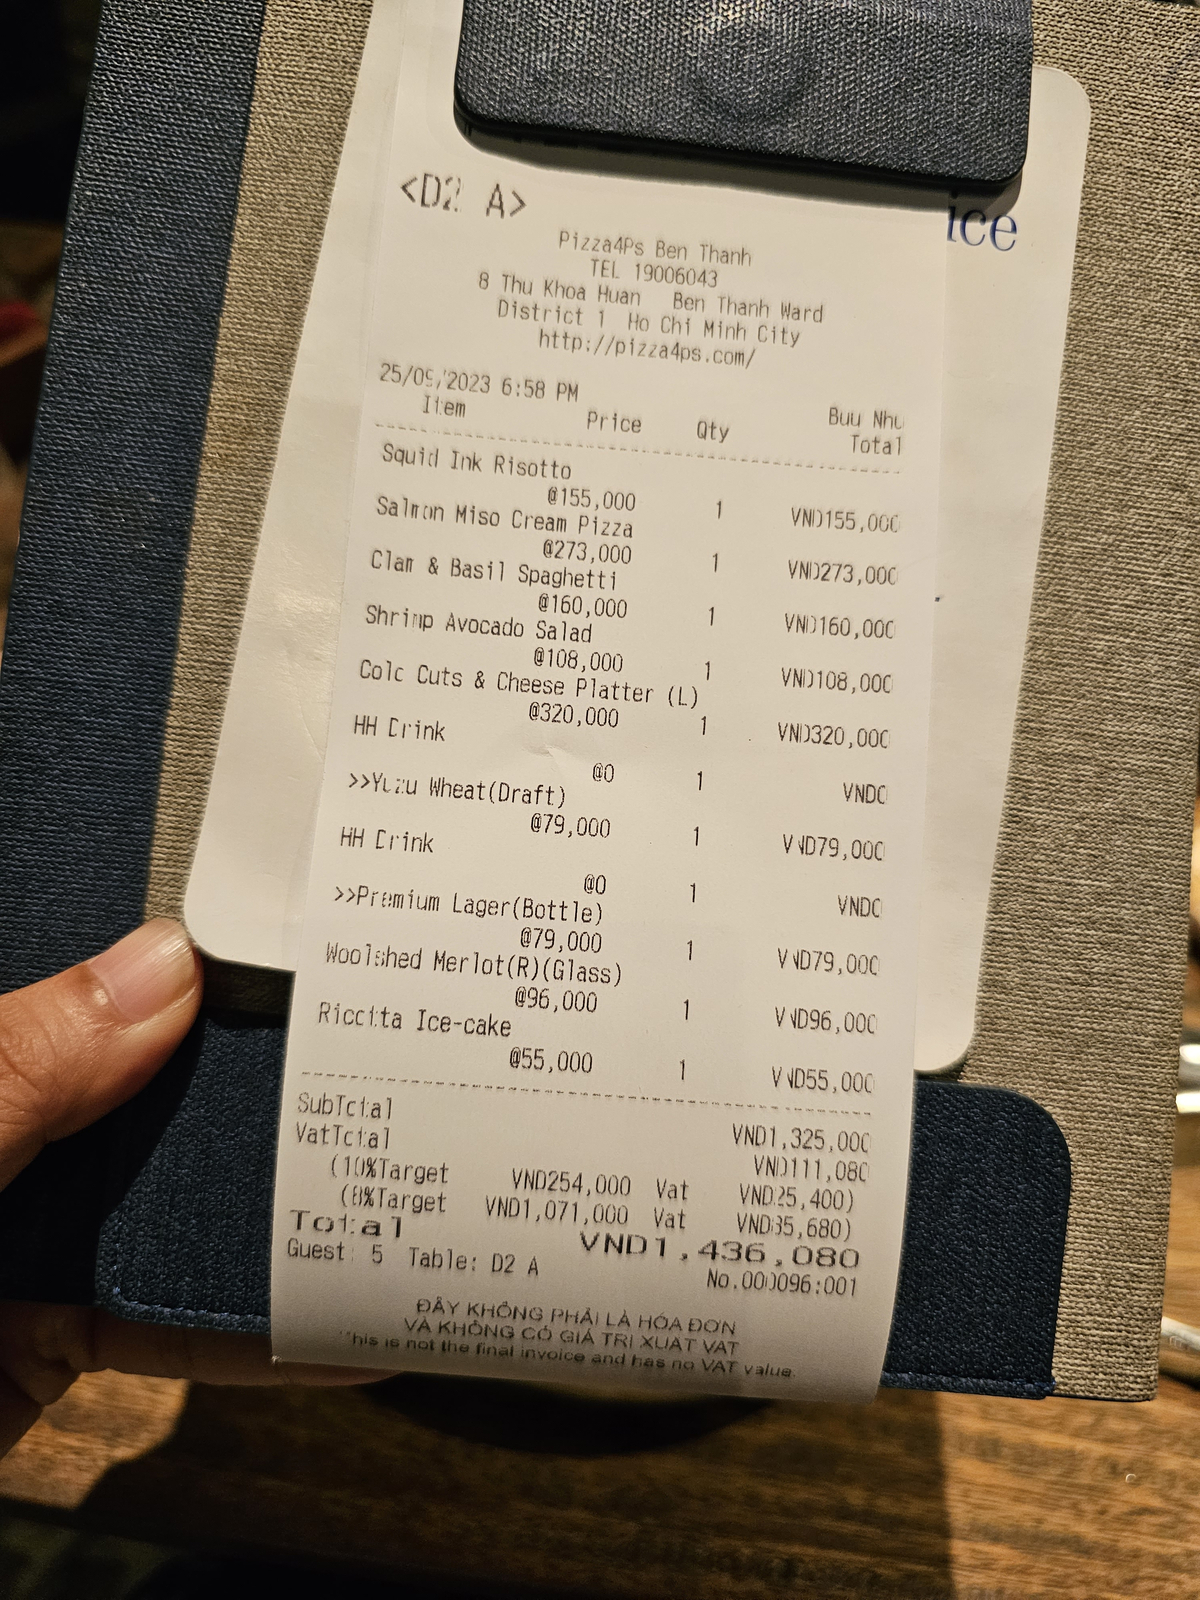 ice
<D2 A>
Pizza4Ps Ben Thanh
TEL 19006043
8 Thu Khoa Huan Ben Thanh Ward
District 1 Ho Chi Minh City
http://pizza4ps.com/
25/09/2023 6:58 PM Buu Nhu
Item Price Qty Total
Squid Ink Risotto
@155,000 1 VND155,000
Salmon Miso Cream Pizza
@273,000 1 VND273,000
Clam & Basil Spaghetti
@160,000 1 VND160,000
Shrimp Avocado Salad
@108,000 1 VND108,000
Cold Cuts & Cheese Platter (L)
@320,000 1 VND320,000
HH Drink
@0 1 VND0
>>Yuzu Wheat(Draft)
@79,000 1 VND79,000
HH Drink
@0 1 VND0
>>Premium Lager(Bottle)
@79,000 1 VND79,000
Woolshed Merlot(R)(Glass)
@96,000 1 VND96,000
Riccita Ice-cake
@55,000 1 VND55,000
SubTotal VND1,325,000
VatTotal VND111,080
(10%Target VND254,000 Vat VND25,400)
(8%Target VND1,071,000 Vat VND85,680)
Total VND1,436,080
Guest: 5 Table: D2 A No.000096:001
ĐÂY KHÔNG PHẢI LÀ HÓA ĐƠN
VÀ KHÔNG CÓ GIÁ TRỊ XUẤT VAT
This is not the final invoice and has no VAT value.